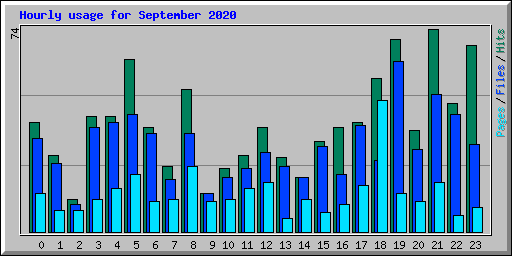 Hourly usage for September 2020
74
Pages/Files/Hits
0 1 2 3 4 5 6 7 8 9 10 11 12 13 14 15 16 17 18 19 20 21 22 23